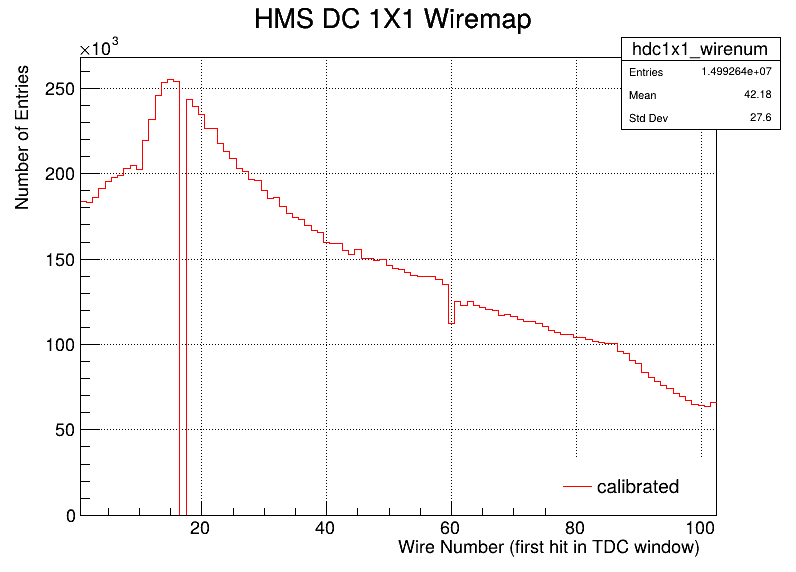 HMS DC 1X1 Wiremap
×10³
hdc1x1_wirenum
Entries 1.499264e+07
Mean 42.18
Std Dev 27.6
Number of Entries
250
200
150
100
50
0
calibrated
20 40 60 80 100
Wire Number (first hit in TDC window)